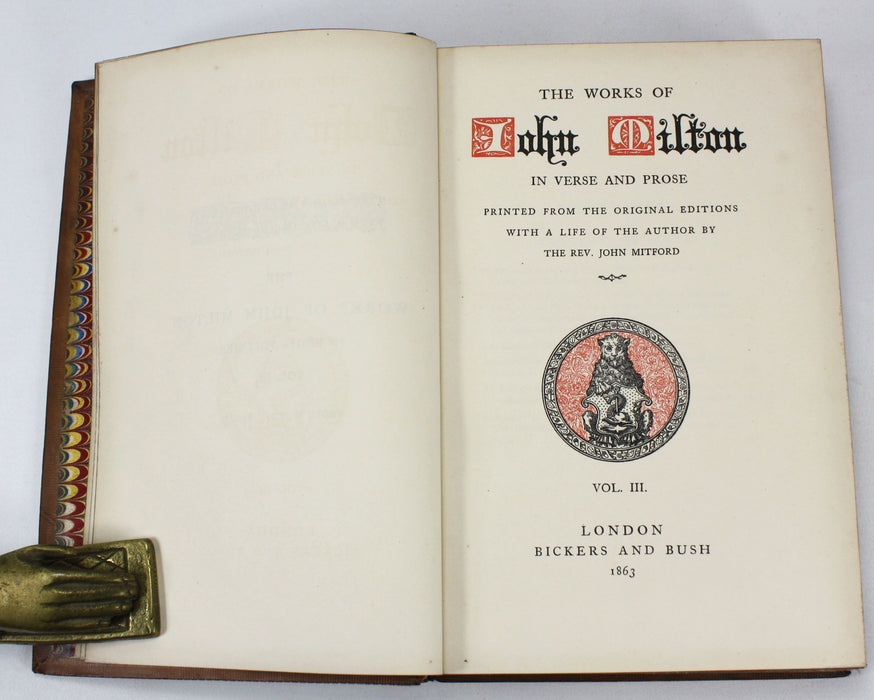 THE WORKS OF
John Milton
IN VERSE AND PROSE
PRINTED FROM THE ORIGINAL EDITIONS
WITH A LIFE OF THE AUTHOR BY
THE REV. JOHN MITFORD
VOL. III.
LONDON
BICKERS AND BUSH
1863